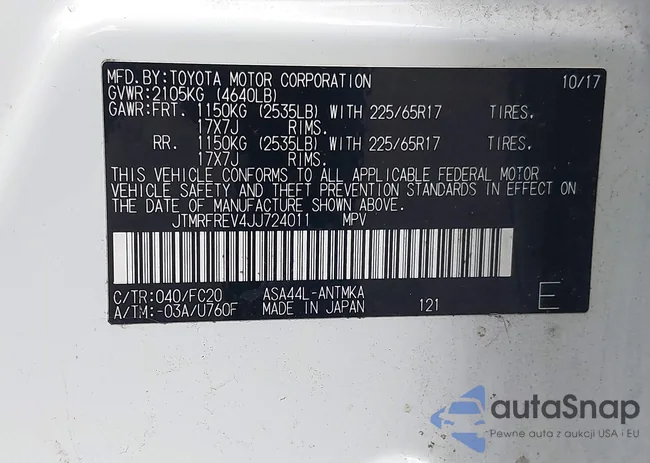 MFD.BY:TOYOTA MOTOR CORPORATION 10/17
GVWR:2105KG (4640LB)
GAWR:FRT. 1150KG (2535LB) WITH 225/65R17 TIRES.
17X7J RIMS.
RR. 1150KG (2535LB) WITH 225/65R17 TIRES.
17X7J RIMS.
THIS VEHICLE CONFORMS TO ALL APPLICABLE FEDERAL MOTOR
VEHICLE SAFETY AND THEFT PREVENTION STANDARDS IN EFFECT ON
THE DATE OF MANUFACTURE SHOWN ABOVE.
JTMRFREV4JJ724011 MPV
C/TR:040/FC20 ASA44L-ANTMKA
A/TM:-03A/U760F MADE IN JAPAN 121 E
autoSnap
Pewne auta z aukcji USA i EU